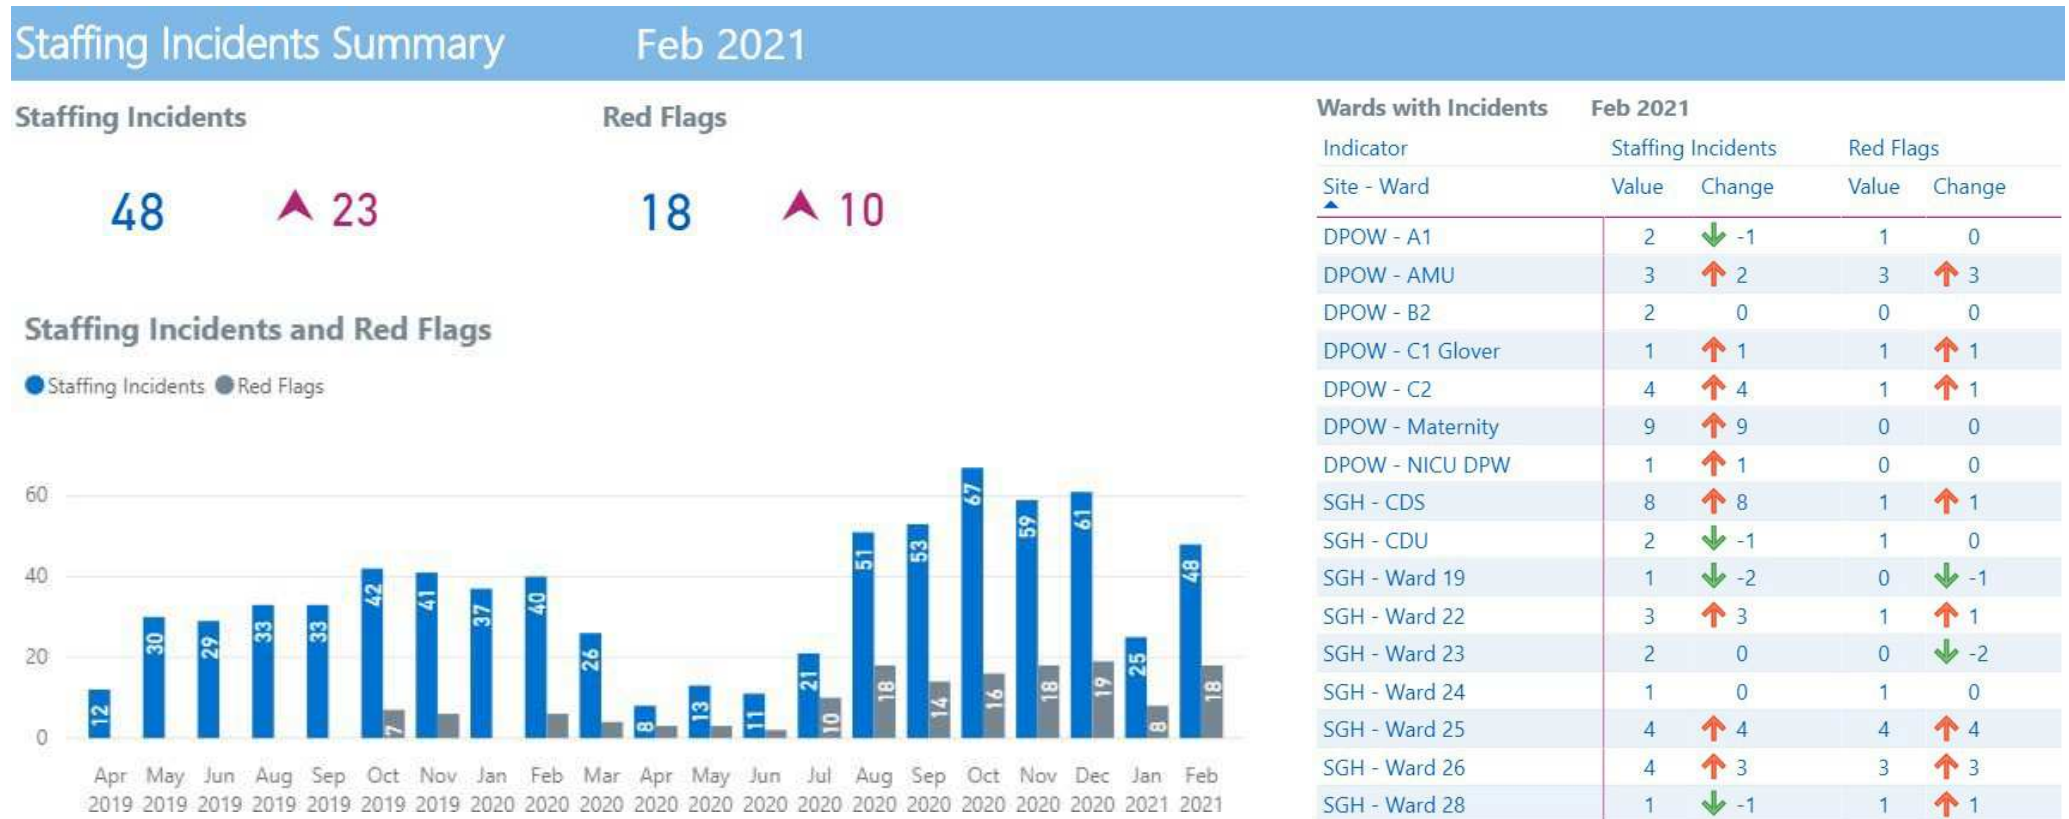 Staffing Incidents Summary Feb 2021
Staffing Incidents Red Flags
48 23 18 10
Staffing Incidents and Red Flags
Staffing Incidents Red Flags
60
40
20
0
12 30 29 33 33 42 7 41 37 40 26 8 13 11 21 10 51 18 53 14 67 16 59 18 61 19 25 8 48 18
Apr May Jun Aug Sep Oct Nov Jan Feb Mar Apr May Jun Jul Aug Sep Oct Nov Dec Jan Feb
2019 2019 2019 2019 2019 2019 2019 2020 2020 2020 2020 2020 2020 2020 2020 2020 2020 2020 2020 2021 2021
Wards with Incidents Feb 2021
Indicator Staffing Incidents Red Flags
Site - Ward Value Change Value Change
DPOW - A1 2 -1 1 0
DPOW - AMU 3 2 3 3
DPOW - B2 2 0 0 0
DPOW - C1 Glover 1 1 1 1
DPOW - C2 4 4 1 1
DPOW - Maternity 9 9 0 0
DPOW - NICU DPW 1 1 0 0
SGH - CDS 8 8 1 1
SGH - CDU 2 -1 1 0
SGH - Ward 19 1 -2 0 -1
SGH - Ward 22 3 3 1 1
SGH - Ward 23 2 0 0 -2
SGH - Ward 24 1 0 1 0
SGH - Ward 25 4 4 4 4
SGH - Ward 26 4 3 3 3
SGH - Ward 28 1 -1 1 1